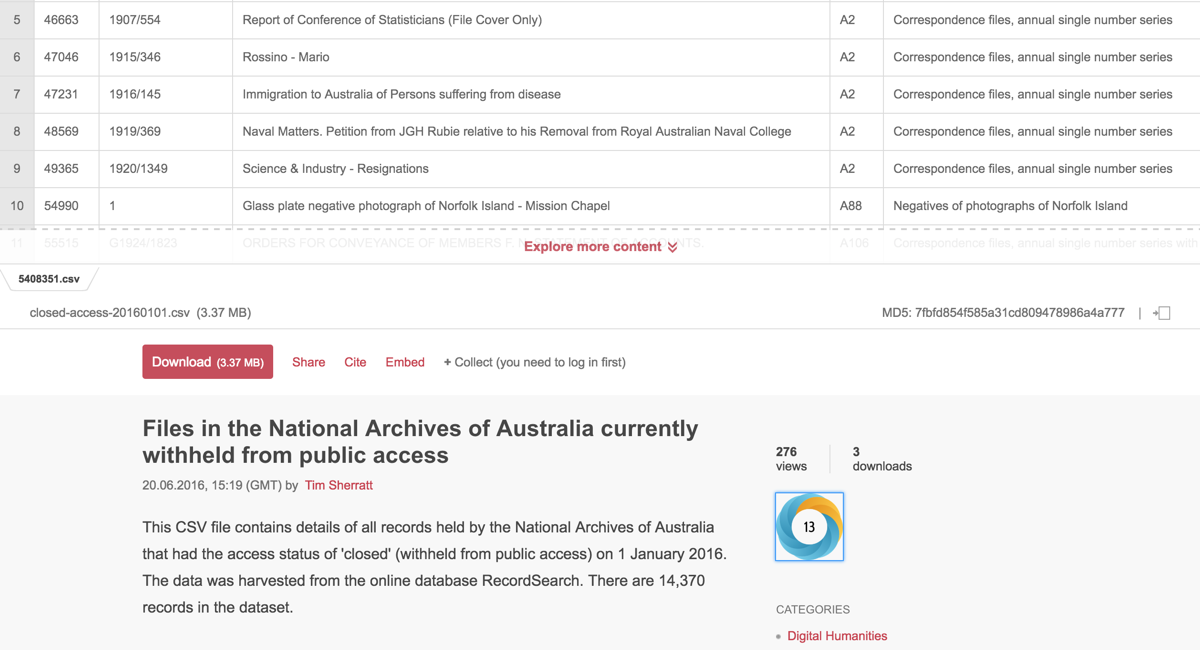 5 46663 1907/554 Report of Conference of Statisticians (File Cover Only) A2 Correspondence files, annual single number series
6 47046 1915/346 Rossino - Mario A2 Correspondence files, annual single number series
7 47231 1916/145 Immigration to Australia of Persons suffering from disease A2 Correspondence files, annual single number series
8 48569 1919/369 Naval Matters. Petition from JGH Rubie relative to his Removal from Royal Australian Naval College A2 Correspondence files, annual single number series
9 49365 1920/1349 Science & Industry - Resignations A2 Correspondence files, annual single number series
10 54990 1 Glass plate negative photograph of Norfolk Island - Mission Chapel A88 Negatives of photographs of Norfolk Island
11 55515 G1924/1823 ORDERS FOR CONVEYANCE OF MEMBERS F, A106 Correspondence files, annual single number series with
Explore more content
5408351.csv
closed-access-20160101.csv (3.37 MB) MD5: 7fbfd854f585a31cd809478986a4a777 |
Download (3.37 MB) Share Cite Embed + Collect (you need to log in first)
Files in the National Archives of Australia currently
withheld from public access
20.06.2016, 15:19 (GMT) by Tim Sherratt
276 3
views downloads
13
This CSV file contains details of all records held by the National Archives of Australia
that had the access status of 'closed' (withheld from public access) on 1 January 2016.
The data was harvested from the online database RecordSearch. There are 14,370
records in the dataset.
CATEGORIES
• Digital Humanities